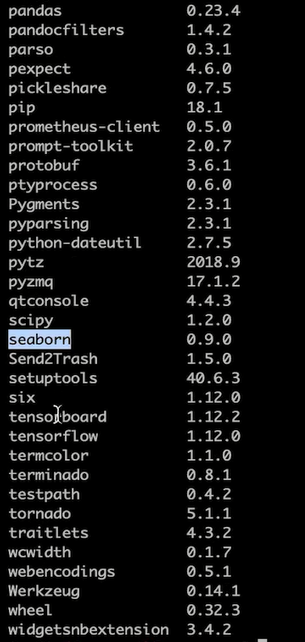 pandas 0.23.4
pandocfilters 1.4.2
parso 0.3.1
pexpect 4.6.0
pickleshare 0.7.5
pip 18.1
prometheus-client 0.5.0
prompt-toolkit 2.0.7
protobuf 3.6.1
ptyprocess 0.6.0
Pygments 2.3.1
pyparsing 2.3.1
python-dateutil 2.7.5
pytz 2018.9
pyzmq 17.1.2
qtconsole 4.4.3
scipy 1.2.0
seaborn 0.9.0
Send2Trash 1.5.0
setuptools 40.6.3
six 1.12.0
tensorboard 1.12.2
tensorflow 1.12.0
termcolor 1.1.0
terminado 0.8.1
testpath 0.4.2
tornado 5.1.1
traitlets 4.3.2
wcwidth 0.1.7
webencodings 0.5.1
Werkzeug 0.14.1
wheel 0.32.3
widgetsnbextension 3.4.2